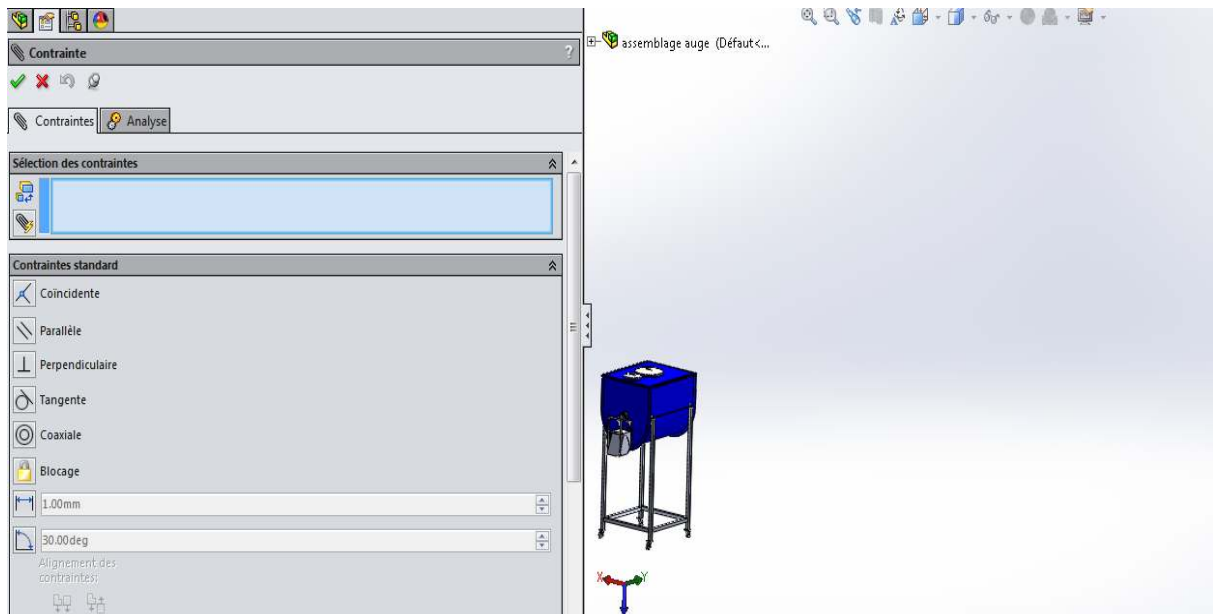 Contrainte ?
assemblage auge (Défaut<...
Contraintes Analyse
Sélection des contraintes
Contraintes standard
Coïncidente
Parallèle
Perpendiculaire
Tangente
Coaxiale
Blocage
1.00mm
30.00deg
Alignement des
contraintes:
X Y